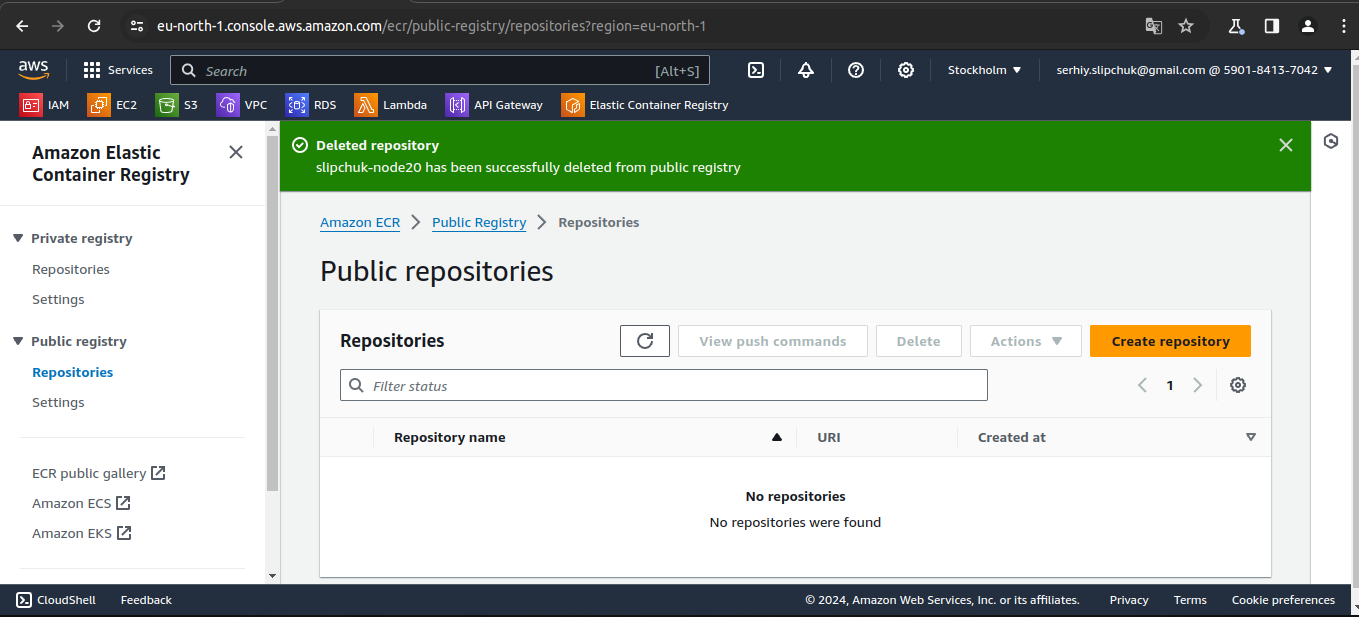 eu-north-1.console.aws.amazon.com/ecr/public-registry/repositories?region=eu-north-1
aws Services Search [Alt+S] Stockholm serhiy.slipchuk@gmail.com @ 5901-8413-7042
IAM EC2 S3 VPC RDS Lambda API Gateway Elastic Container Registry
Amazon Elastic
Container Registry
Private registry
Repositories
Settings
Public registry
Repositories
Settings
ECR public gallery
Amazon ECS
Amazon EKS
Deleted repository
slipchuk-node20 has been successfully deleted from public registry
Amazon ECR Public Registry Repositories
Public repositories
Repositories View push commands Delete Actions Create repository
Filter status 1
Repository name URI Created at
No repositories
No repositories were found
CloudShell Feedback © 2024, Amazon Web Services, Inc. or its affiliates. Privacy Terms Cookie preferences